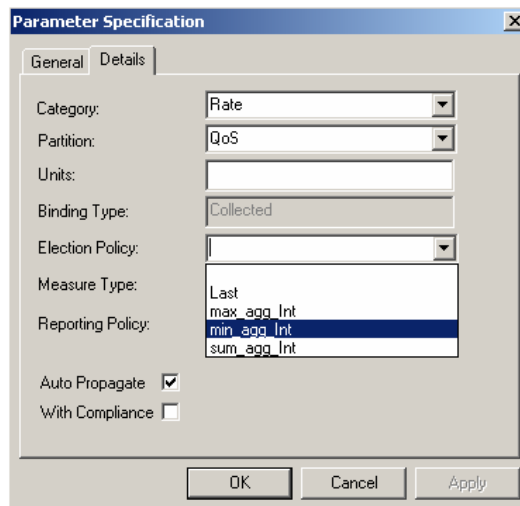 Parameter Specification
General Details
Category: Rate
Partition: QoS
Units:
Binding Type: Collected
Election Policy:
Measure Type:
Last
max_agg_Int
Reporting Policy: min_agg_Int
sum_agg_Int
Auto Propagate
With Compliance
OK Cancel Apply